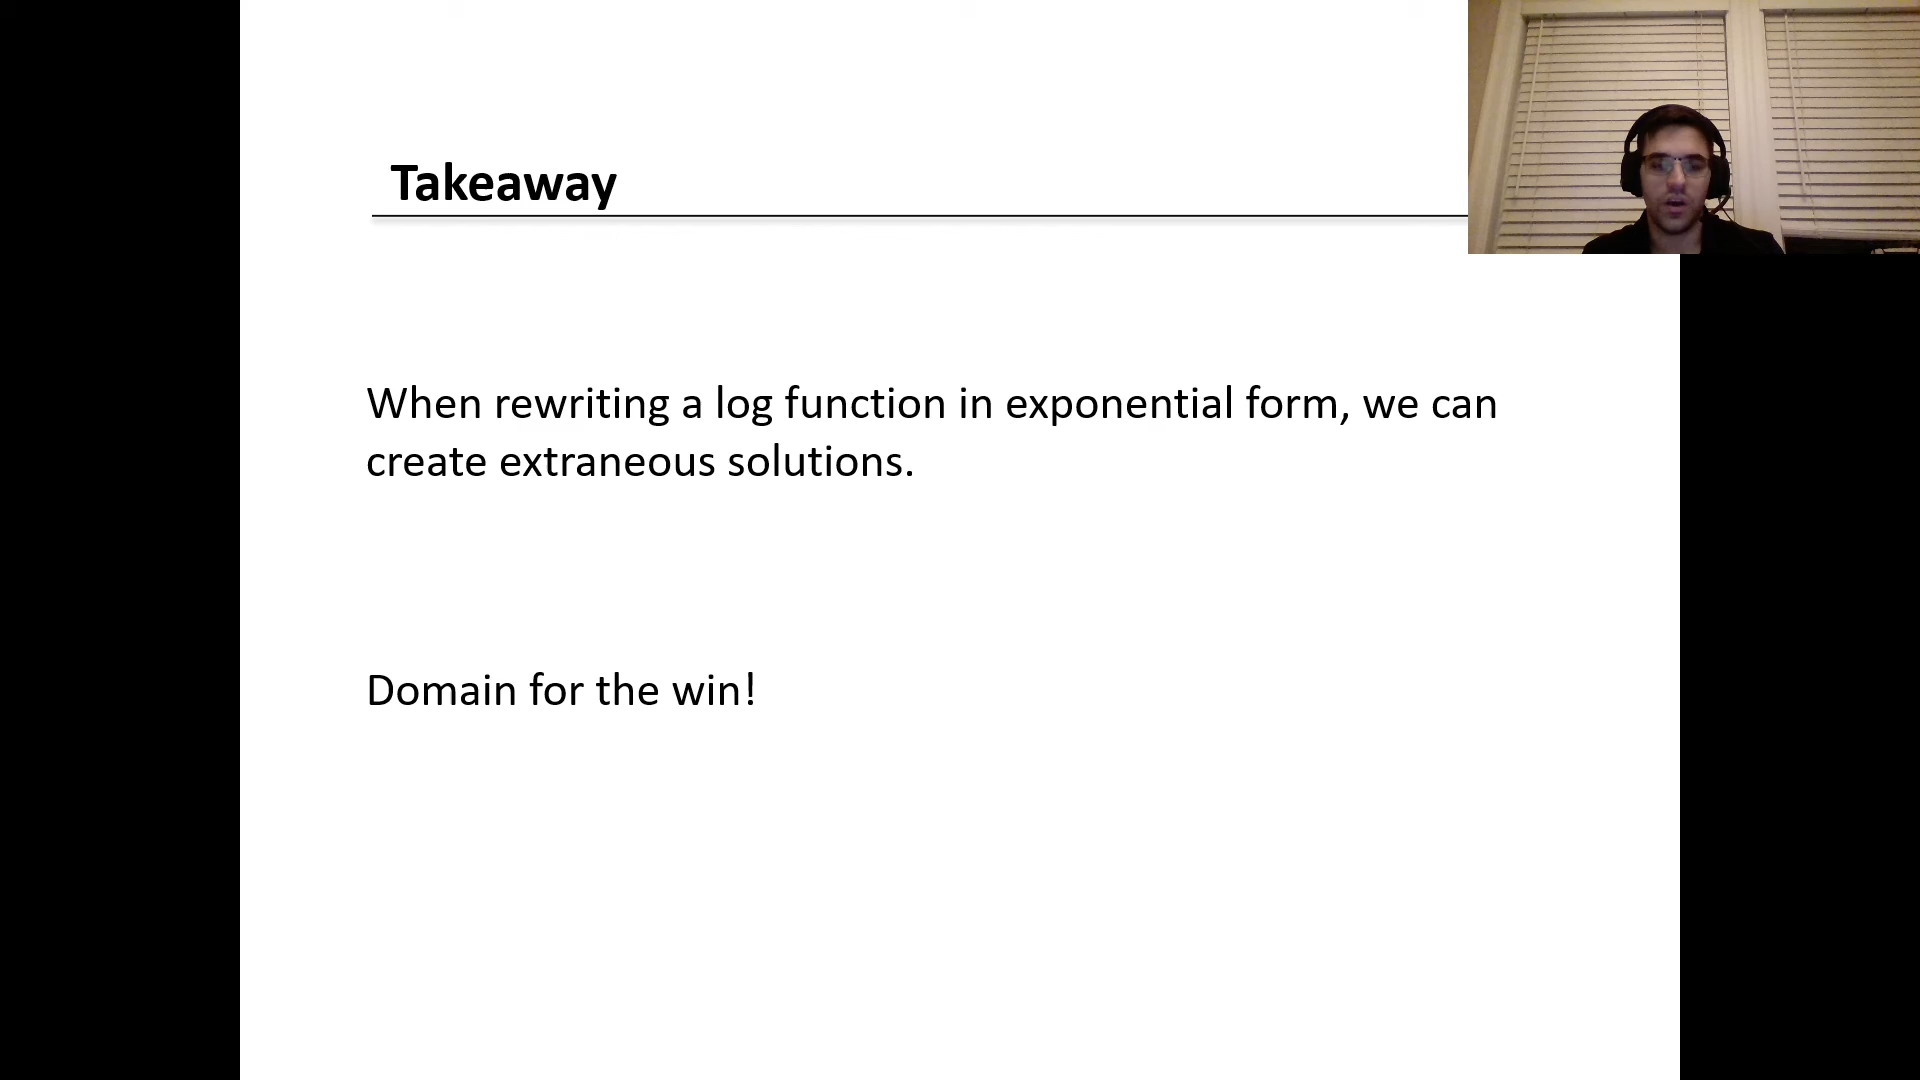 Takeaway
When rewriting a log function in exponential form, we can
create extraneous solutions.
Domain for the win!